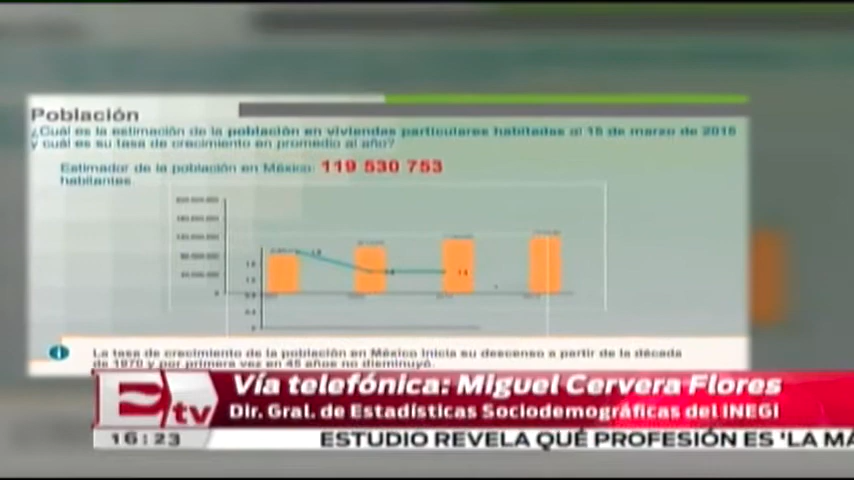 Población
¿Cuál es la estimación de la población en viviendas particulares habitadas al 15 de marzo de 2015
y cuál es su tasa de crecimiento en promedio al año?
Estimador de la población en México: 119 530 753
habitantes.
La tasa de crecimiento de la población en México inicia su descenso a partir de la década
de 1970 y por primera vez en 45 años no disminuyó.
E tv
Vía telefónica: Miguel Cervera Flores
Dir. Gral. de Estadísticas Sociodemográficas del INEGI
16:23
ESTUDIO REVELA QUÉ PROFESIÓN ES 'LA MA